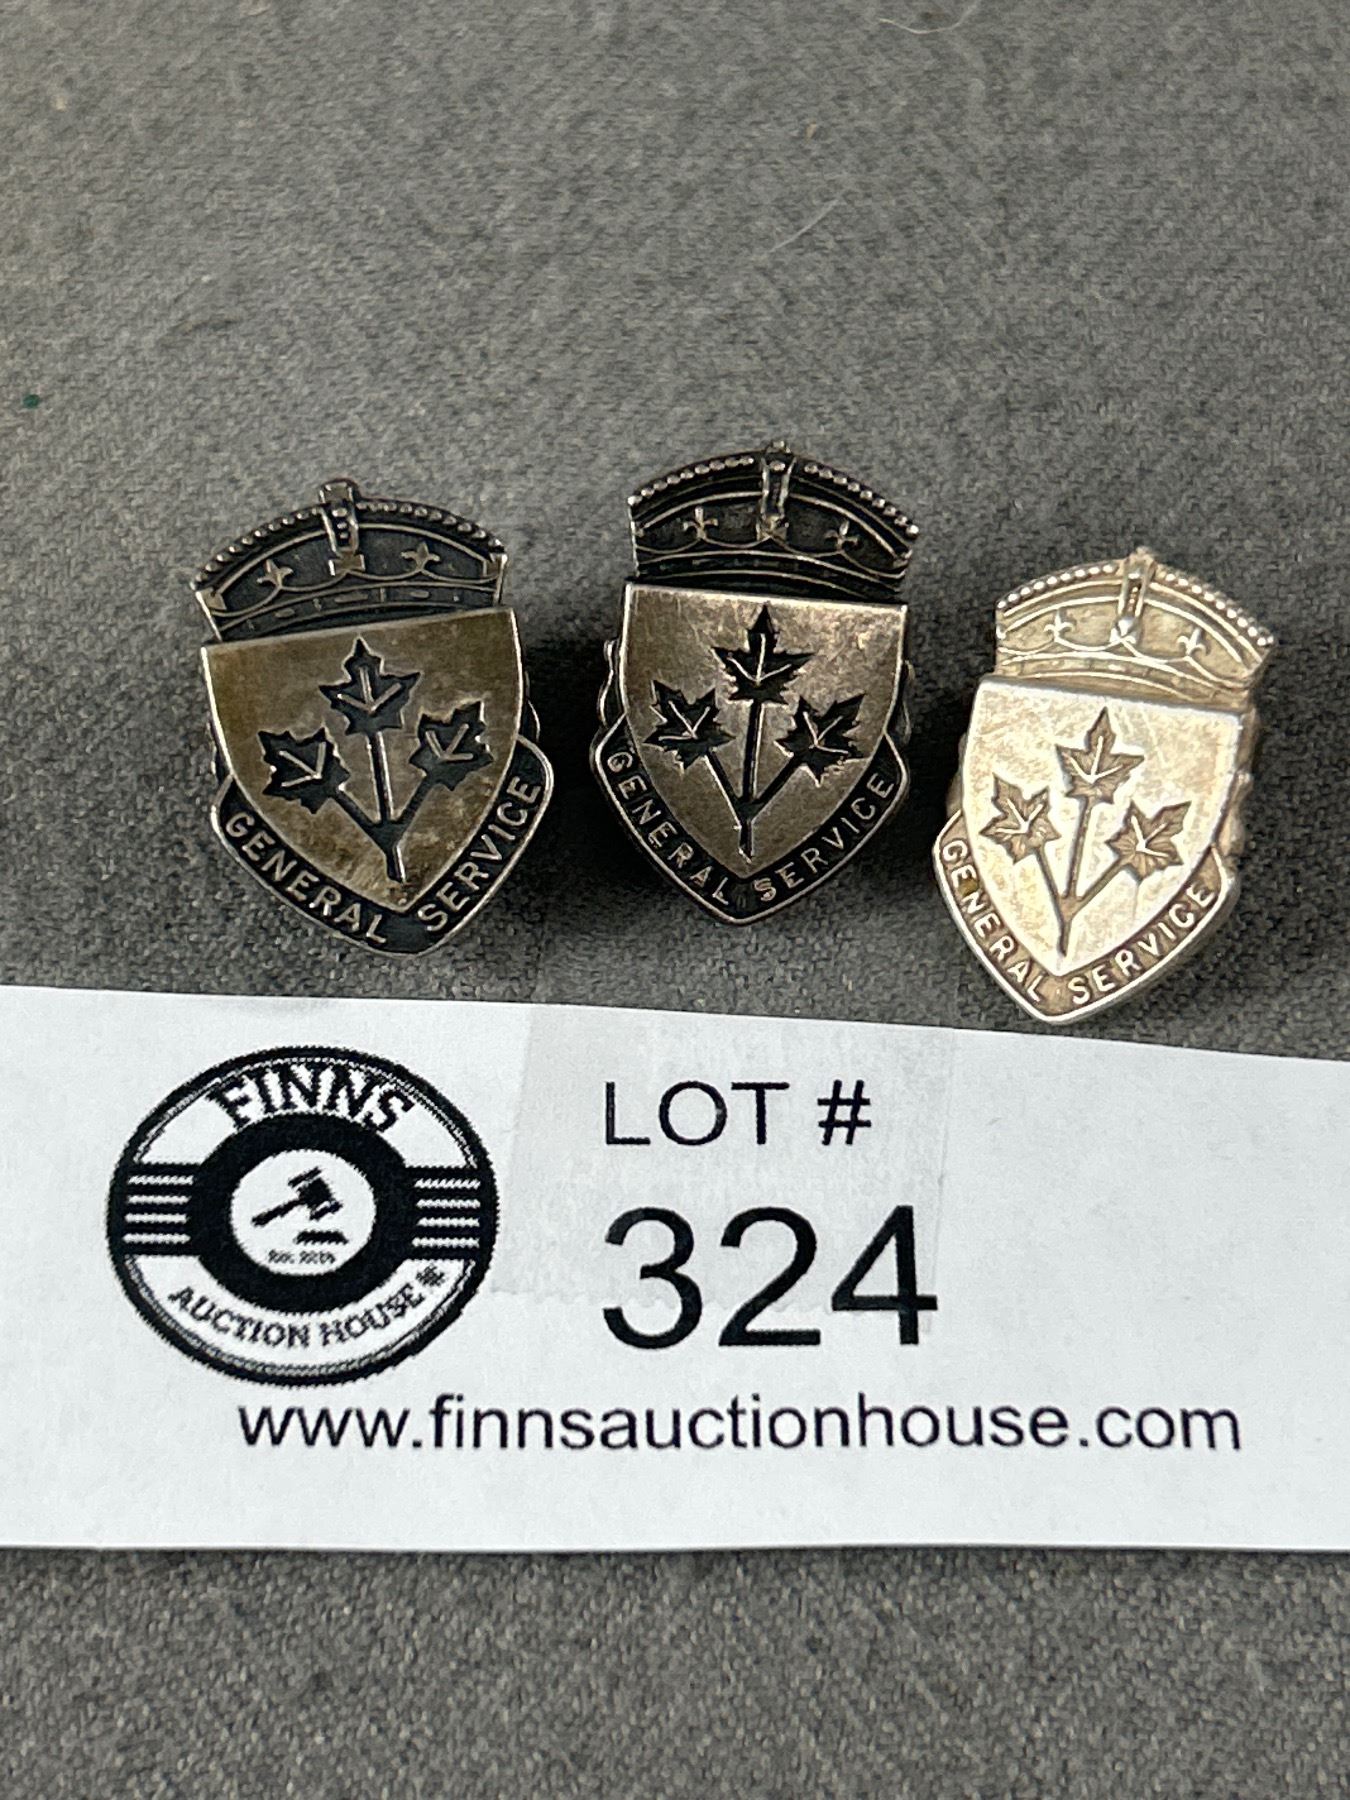 GENERAL SERVICE
GENERAL SERVICE
GENERAL SERVICE
FINNS
AUCTION HOUSE
LOT #
324
www.finnsauctionhouse.com